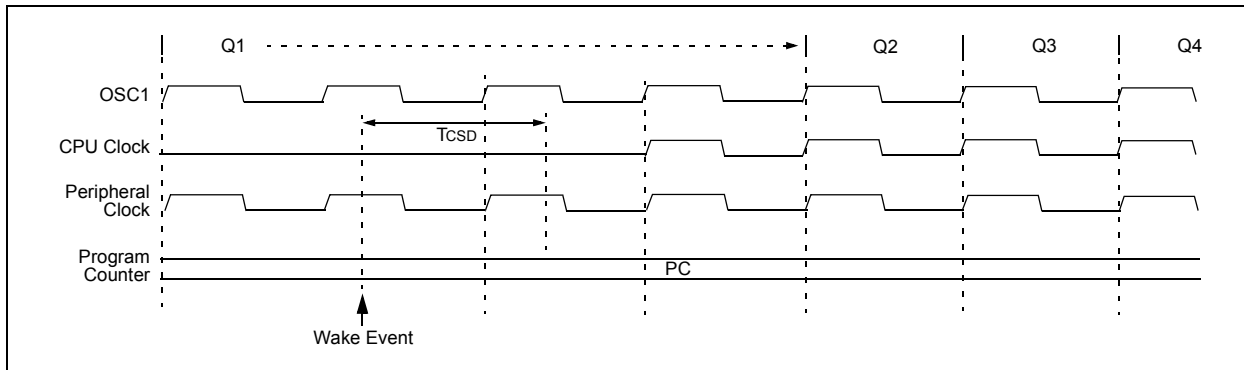 Q1
Q2
Q3
Q4
OSC1
TCSD
CPU Clock
Peripheral
Clock
Program
Counter
PC
Wake Event